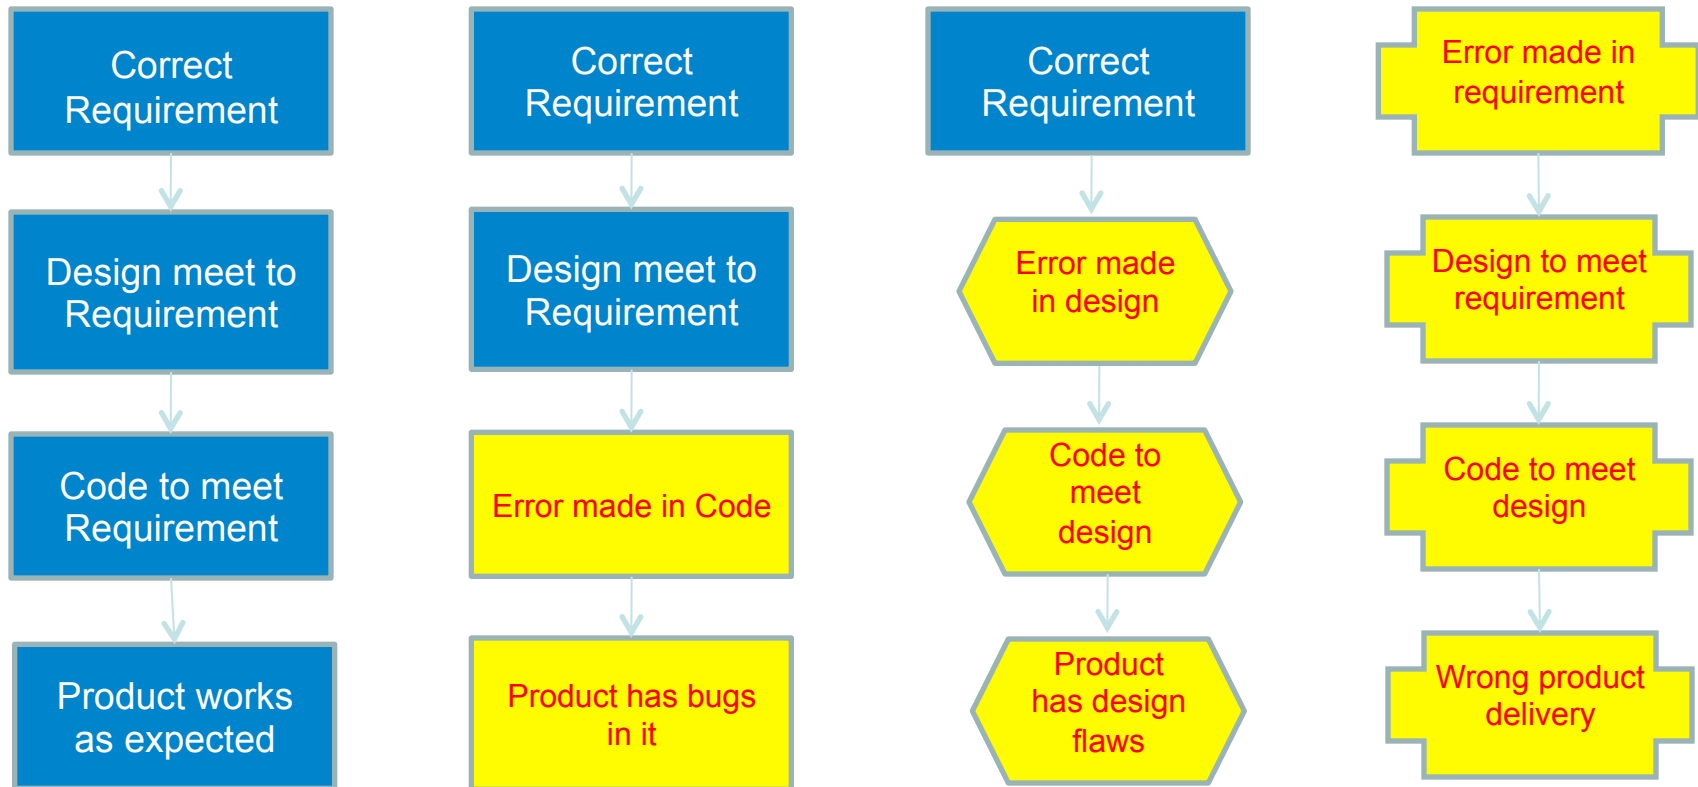 Correct
Requirement
Design meet to
Requirement
Code to meet
Requirement
Product works
as expected
Correct
Requirement
Design meet to
Requirement
Error made in Code
Product has bugs
in it
Correct
Requirement
Error made
in design
Code to
meet
design
Product
has design
flaws
Error made in
requirement
Design to meet
requirement
Code to meet
design
Wrong product
delivery